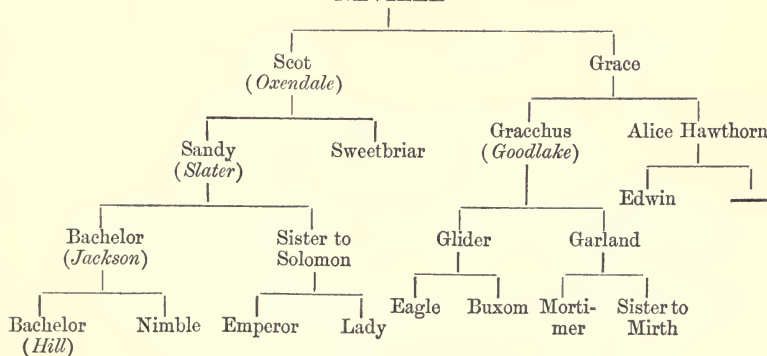 Scot Grace
(Oxendale)
Gracchus Alice Hawthorn
Sandy Sweetbriar (Goodlake)
(Slater)
Edwin
Bachelor Sister to Glider Garland
(Jackson) Solomon
Eagle Buxom Morti- Sister to
Bachelor Nimble Emperor Lady mer Mirth
(Hill)